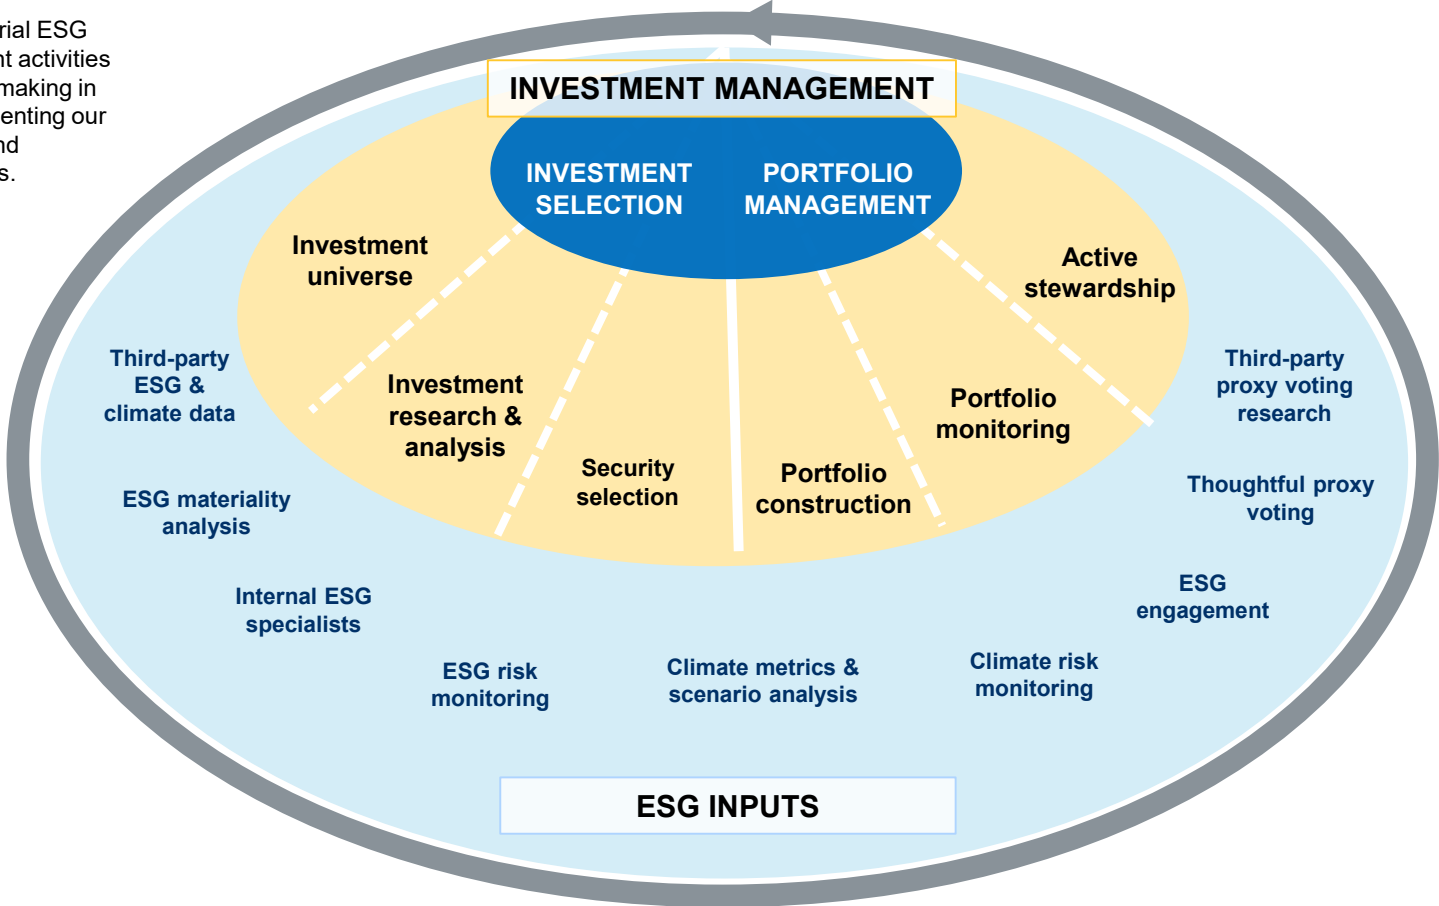 ESG
nt activities
making in
enting our
nd
s.
INVESTMENT MANAGEMENT
INVESTMENT
SELECTION
PORTFOLIO
MANAGEMENT
Investment
universe
Investment
research &
analysis
Security
selection
Portfolio
construction
Portfolio
monitoring
Active
stewardship
Third-party
ESG &
climate data
ESG materiality
analysis
Internal ESG
specialists
ESG risk
monitoring
Climate metrics &
scenario analysis
Climate risk
monitoring
ESG
engagement
Thoughtful proxy
voting
Third-party
proxy voting
research
ESG INPUTS